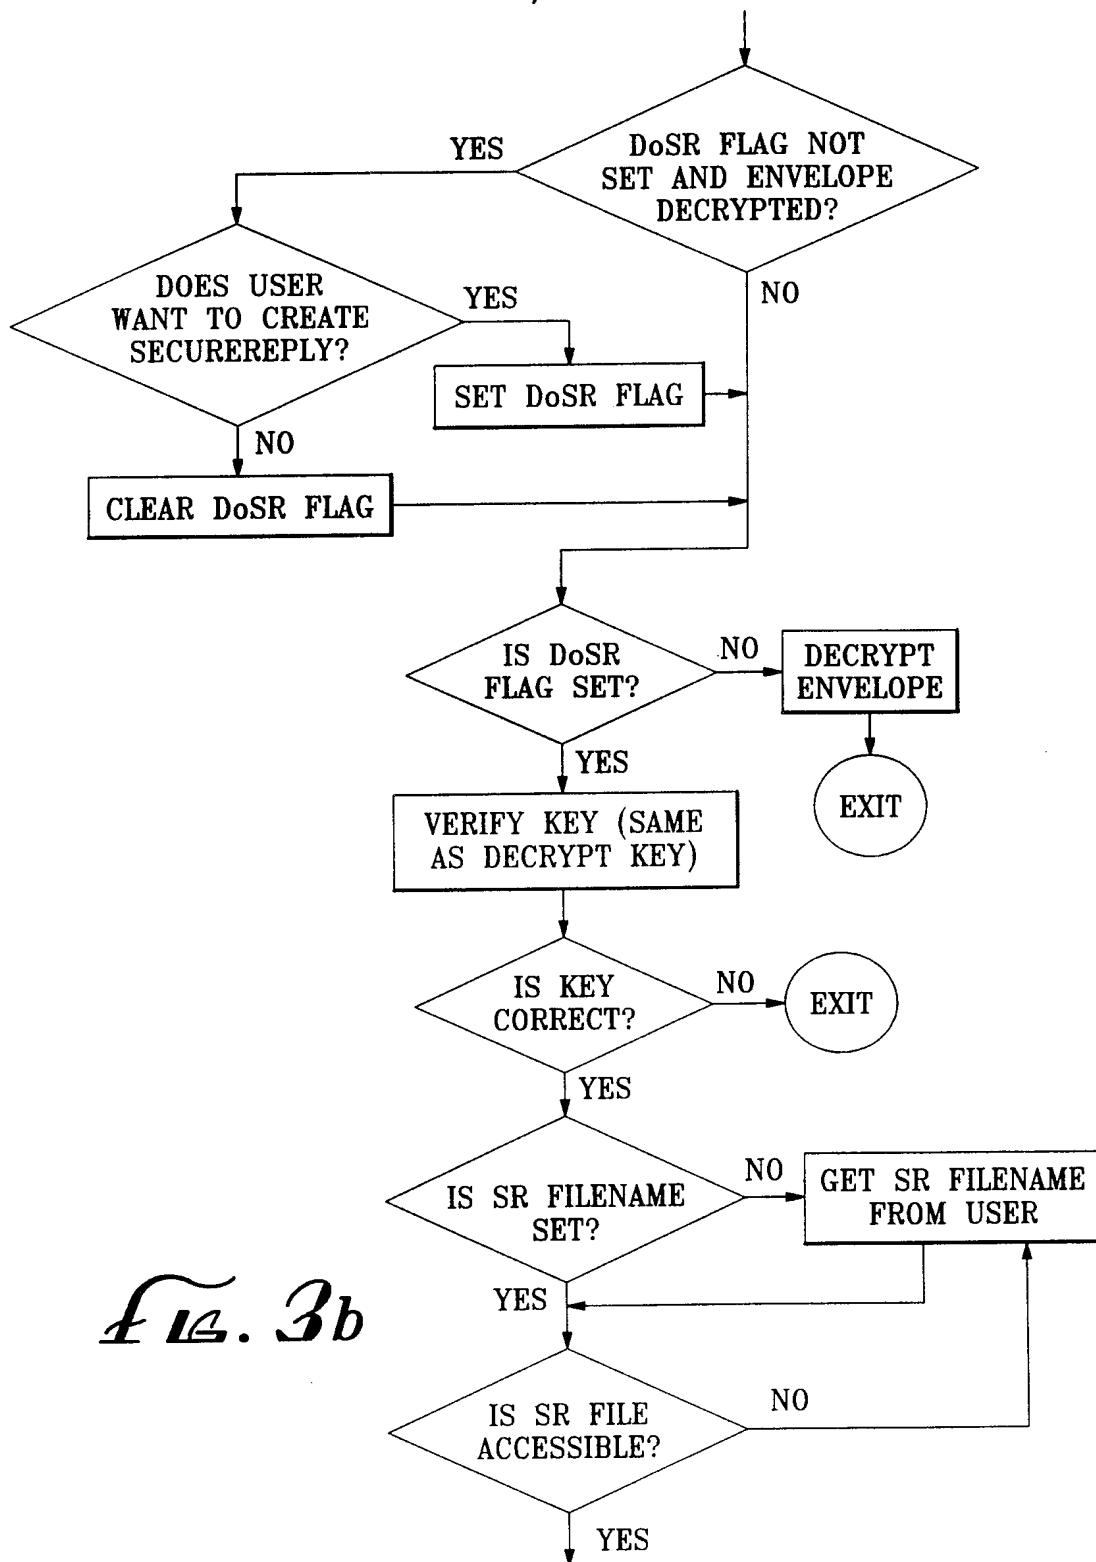 YES
DoSR FLAG NOT
SET AND ENVELOPE
DECRYPTED?
NO
DOES USER
WANT TO CREATE
SECUREREPLY?
YES
SET DoSR FLAG
NO
CLEAR DoSR FLAG
IS DoSR
FLAG SET?
NO
DECRYPT
ENVELOPE
YES
EXIT
VERIFY KEY (SAME
AS DECRYPT KEY)
IS KEY
CORRECT?
NO
EXIT
YES
IS SR FILENAME
SET?
NO
GET SR FILENAME
FROM USER
YES
FIG. 3b
IS SR FILE
ACCESSIBLE?
NO
YES